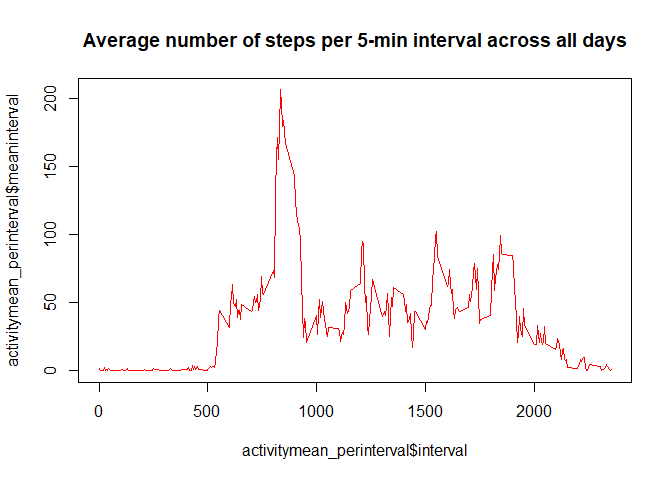 Average number of steps per 5-min interval across all days
activitymean_perinterval$meaninterval
200
150
100
50
0
0 500 1000 1500 2000
activitymean_perinterval$interval